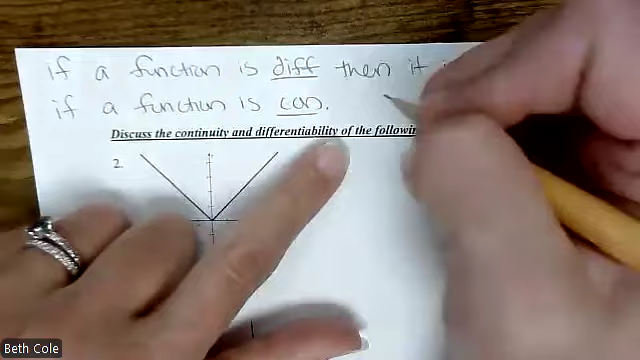 if a function is diff then it
if a function is con.
Discuss the continuity and differentiability of the
2
Beth Cole